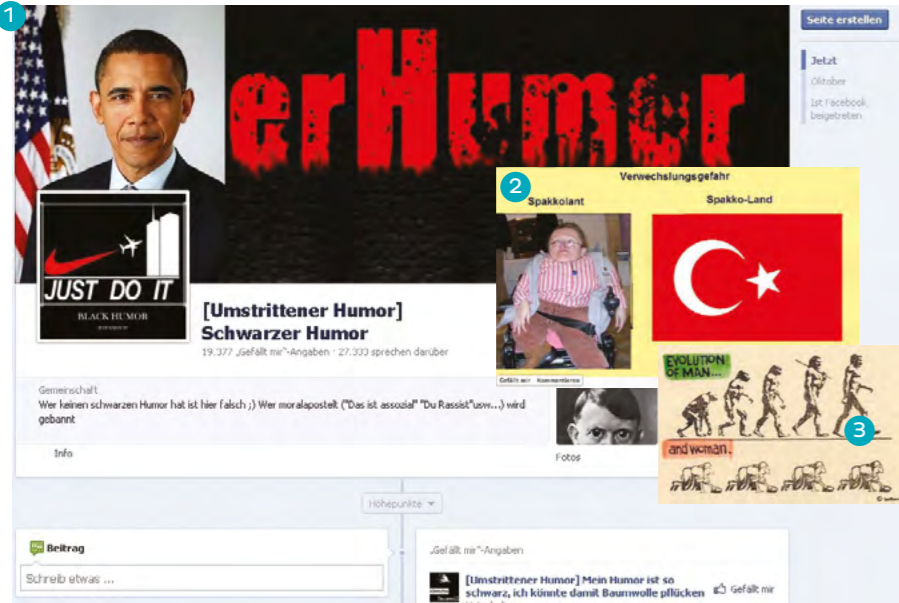 1
erHumor
Seite erstellen
Jetzt
Oktober
Ist Facebook
beigetreten
2
Verwechslungsgefahr
Spakkolant
Spakko-Land
JUST DO IT
BLACK HUMOR
[Umstrittener Humor]
Schwarzer Humor
19.377 „Gefällt mir"-Angaben · 27.333 sprechen darüber
Gefällt mir Kommentieren
Gemeinschaft
Wer keinen schwarzen Humor hat ist hier falsch ;) Wer moralapostelt ("Das ist assozial" "Du Rassist"usw...) wird
gebannt
Info
Fotos
EVOLUTION
OF MAN...
3
and woman.
Höhepunkte
Beitrag
Schreib etwas ...
„Gefällt mir"-Angaben
[Umstrittener Humor] Mein Humor ist so
schwarz, ich könnte damit Baumwolle pflücken
Gefällt mir